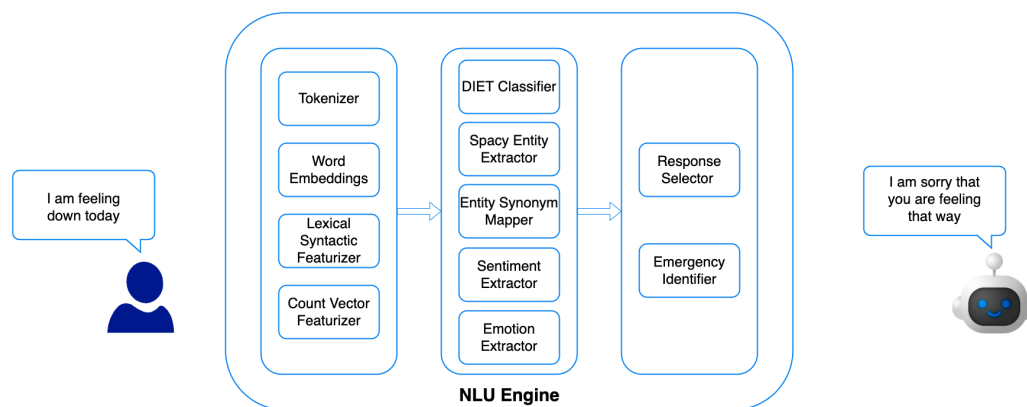 I am feeling
down today
Tokenizer
Word
Embeddings
Lexical
Syntactic
Featurizer
Count Vector
Featurizer
DIET Classifier
Spacy Entity
Extractor
Entity Synonym
Mapper
Sentiment
Extractor
Emotion
Extractor
Response
Selector
Emergency
Identifier
NLU Engine
I am sorry that
you are feeling
that way